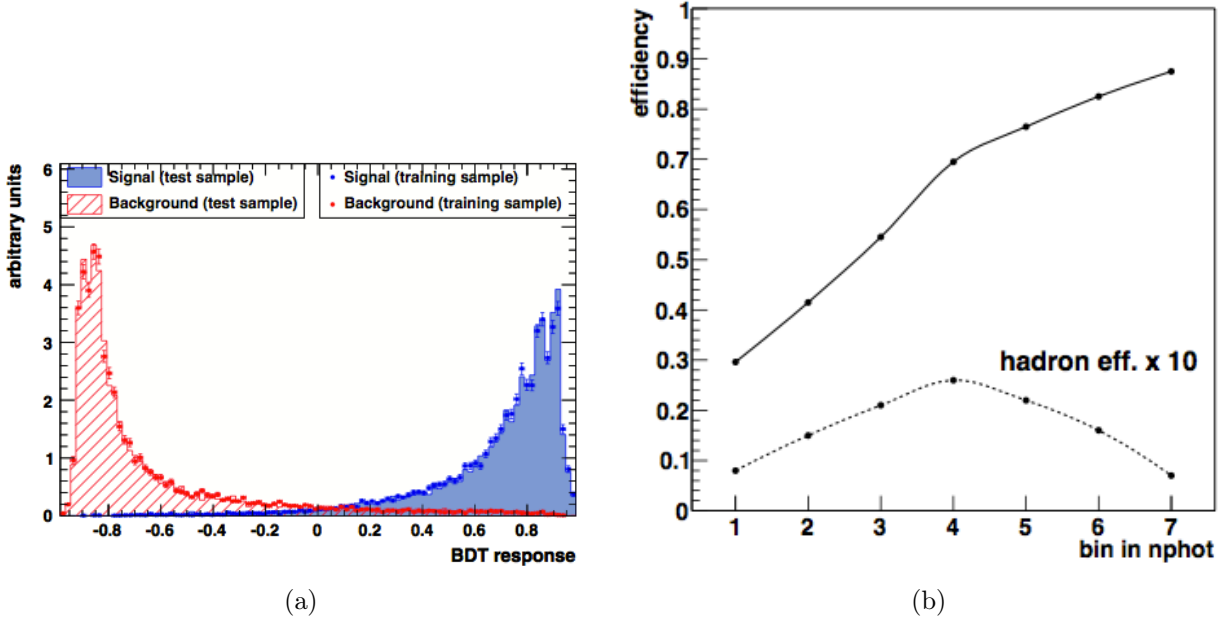 arbitrary units
6
5
4
3
2
1
0
Signal (test sample)
Background (test sample)
Signal (training sample)
Background (training sample)
-0.8 -0.6 -0.4 -0.2 0 0.2 0.4 0.6 0.8
BDT response
(a)
efficiency
1
0.9
0.8
0.7
0.6
0.5
0.4
0.3
0.2
0.1
0
hadron eff. x 10
1 2 3 4 5 6 7
bin in nphot
(b)